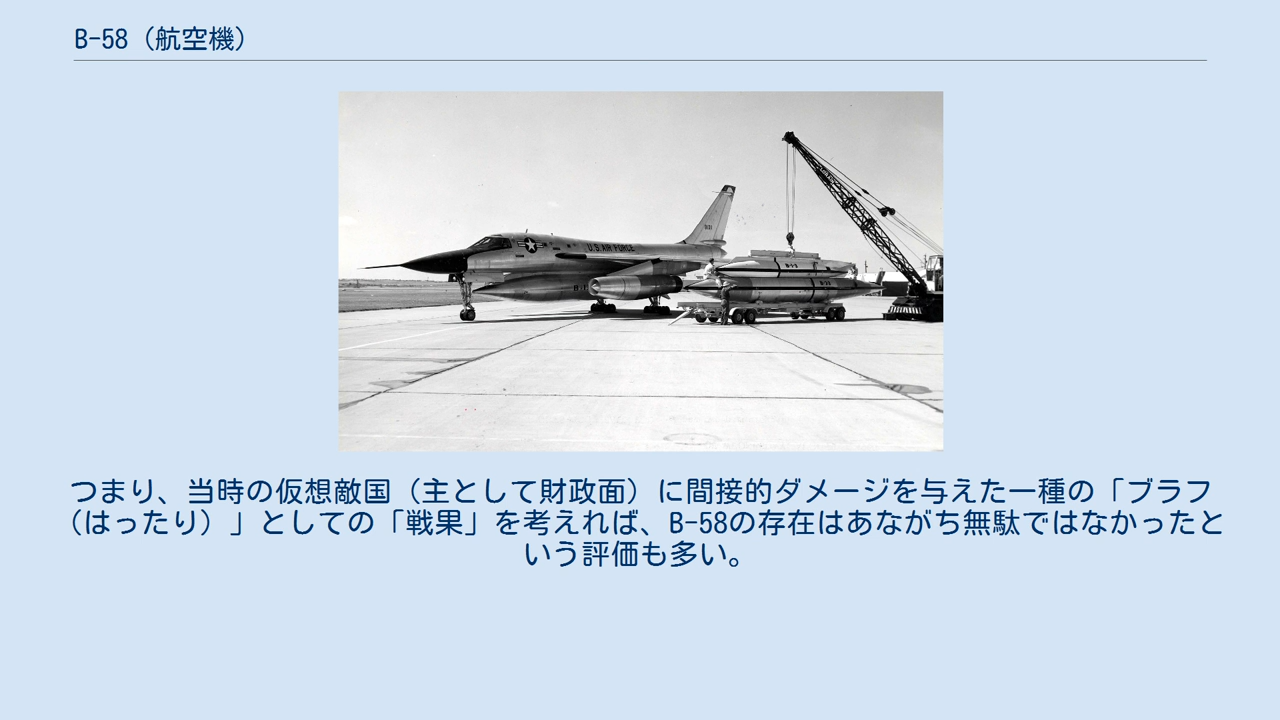 B-58（航空機）
U.S. AIR FORCE
つまり、当時の仮想敵国（主として財政面）に間接的ダメージを与えた一種の「ブラフ
（はったり）」としての「戦果」を考えれば、B-58の存在はあながち無駄ではなかったと
いう評価も多い。